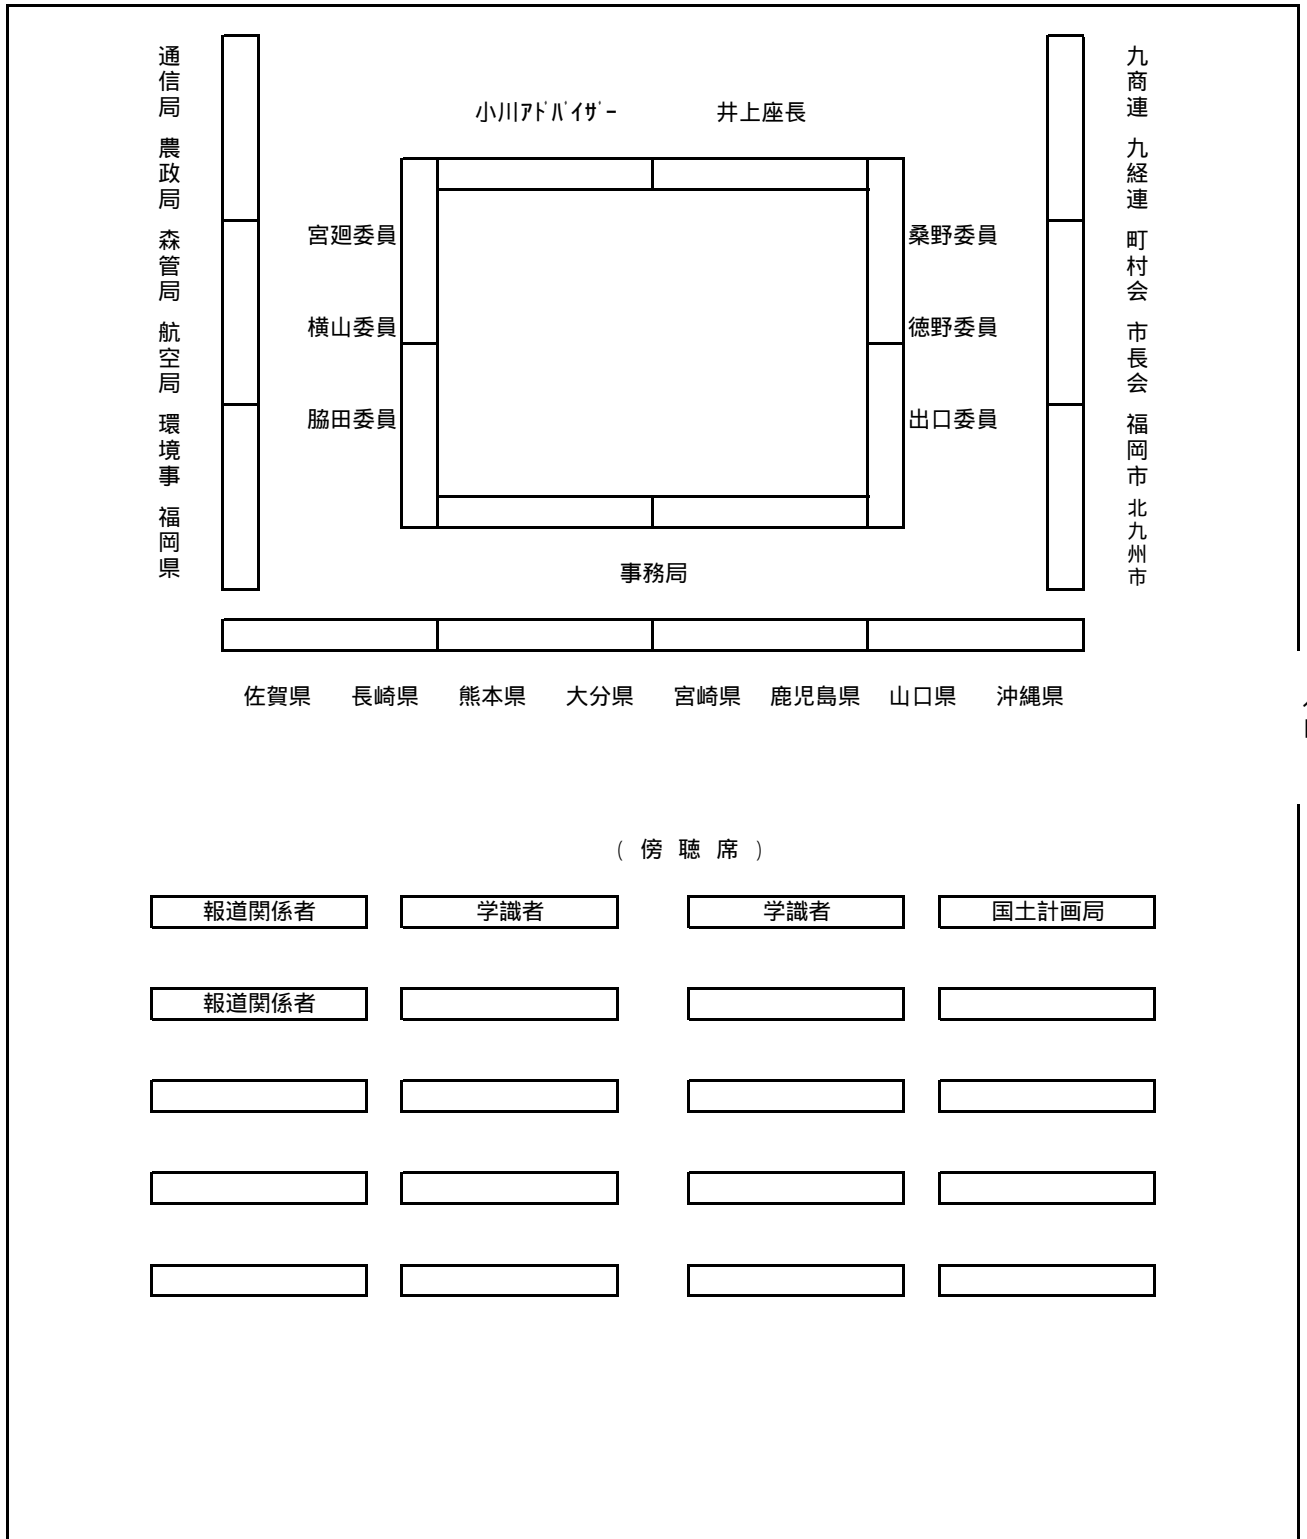 小川ｱﾄﾞﾊﾞｲｻﾞｰ 井上座長
通信局
農政局
森管局
航空局
環境事
福岡県
宮廻委員
横山委員
脇田委員
桑野委員
徳野委員
出口委員
九商連
九経連
町村会
市長会
福岡市
北九州市
事務局
佐賀県 長崎県 熊本県 大分県 宮崎県 鹿児島県 山口県 沖縄県
( 傍 聴 席 )
報道関係者 学識者 学識者 国土計画局
報道関係者